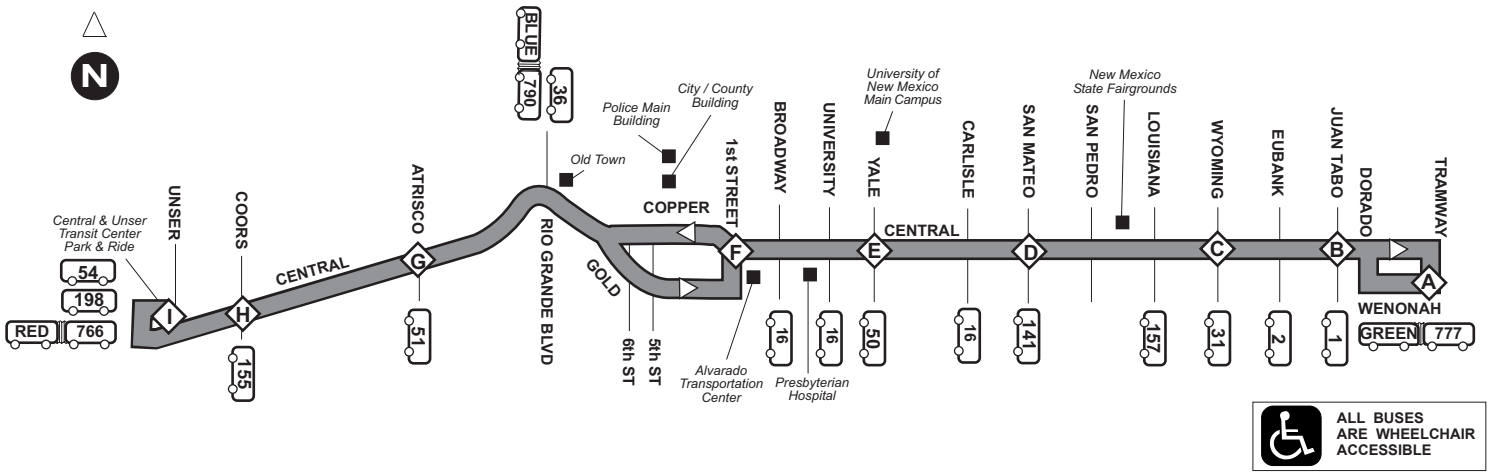 N
BLUE
790
36
Police Main
Building
City / County
Building
Old Town
University of
New Mexico
Main Campus
New Mexico
State Fairgrounds
Central & Unser
Transit Center
Park & Ride
54
198
RED
766
UNSER
COORS
ATRISCO
RIO GRANDE BLVD
1st STREET
BROADWAY
UNIVERSITY
YALE
CARLISLE
SAN MATEO
SAN PEDRO
LOUISIANA
WYOMING
EUBANK
JUAN TABO
DORADO
TRAMWAY
COPPER
GOLD
CENTRAL
CENTRAL
I
H
G
F
E
D
C
B
A
WENONAH
GREEN
777
155
51
6th ST
5th ST
16
16
50
16
141
157
31
2
1
Alvarado
Transportation
Center
Presbyterian
Hospital
ALL BUSES
ARE WHEELCHAIR
ACCESSIBLE